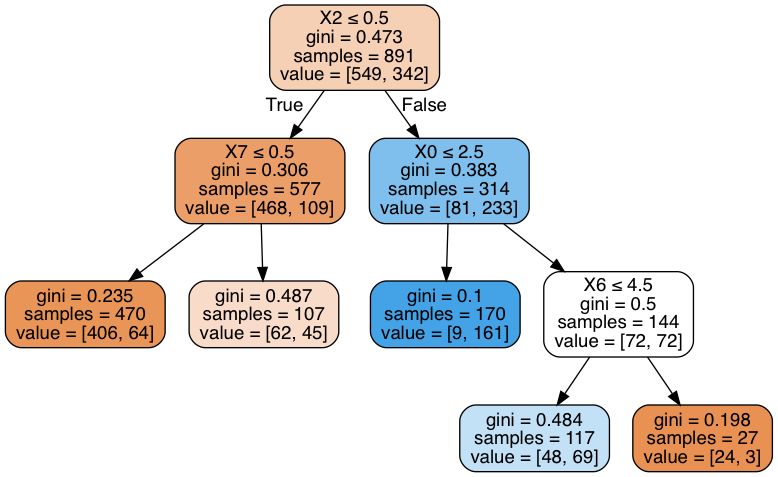 X2 ≤ 0.5
gini = 0.473
samples = 891
value = [549, 342]
True
False
X7 ≤ 0.5
gini = 0.306
samples = 577
value = [468, 109]
X0 ≤ 2.5
gini = 0.383
samples = 314
value = [81, 233]
gini = 0.235
samples = 470
value = [406, 64]
gini = 0.487
samples = 107
value = [62, 45]
gini = 0.1
samples = 170
value = [9, 161]
X6 ≤ 4.5
gini = 0.5
samples = 144
value = [72, 72]
gini = 0.484
samples = 117
value = [48, 69]
gini = 0.198
samples = 27
value = [24, 3]